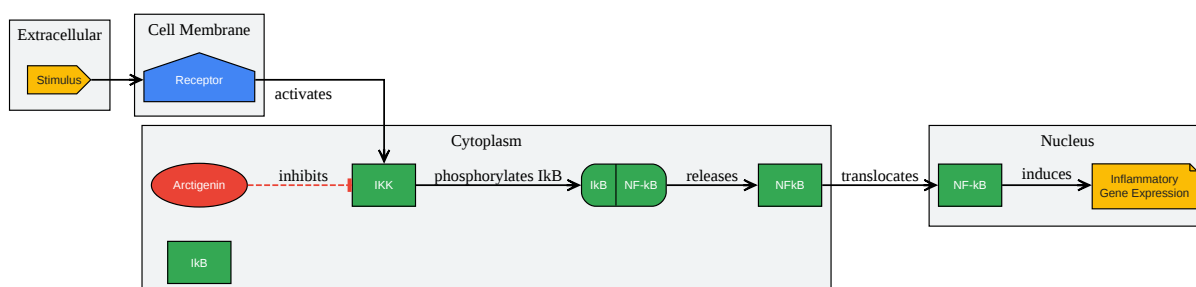 Extracellular
Stimulus
Cell Membrane
Receptor
activates
Cytoplasm
Arctigenin
inhibits
IKK
phosphorylates IkB
IkB
NF-kB
releases
NFkB
translocates
IkB
Nucleus
NF-kB
induces
Inflammatory
Gene Expression